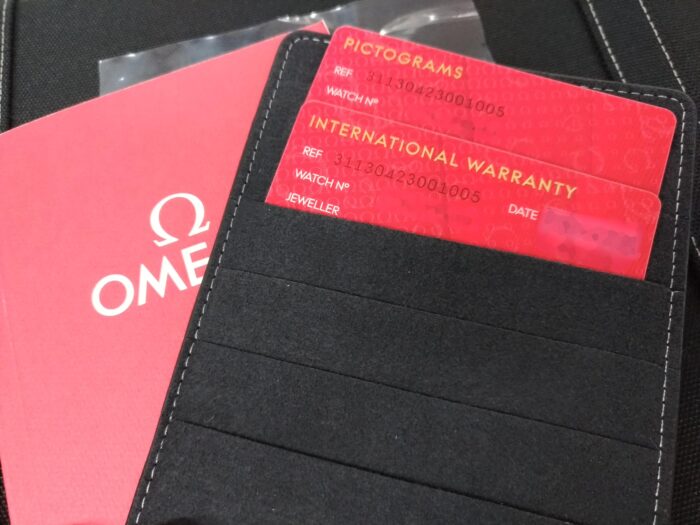 PICTOGRAMS
REF 31130423001005
WATCH Nº
INTERNATIONAL WARRANTY
REF 31130423001005
WATCH Nº
DATE
JEWELLER
Ω
OME